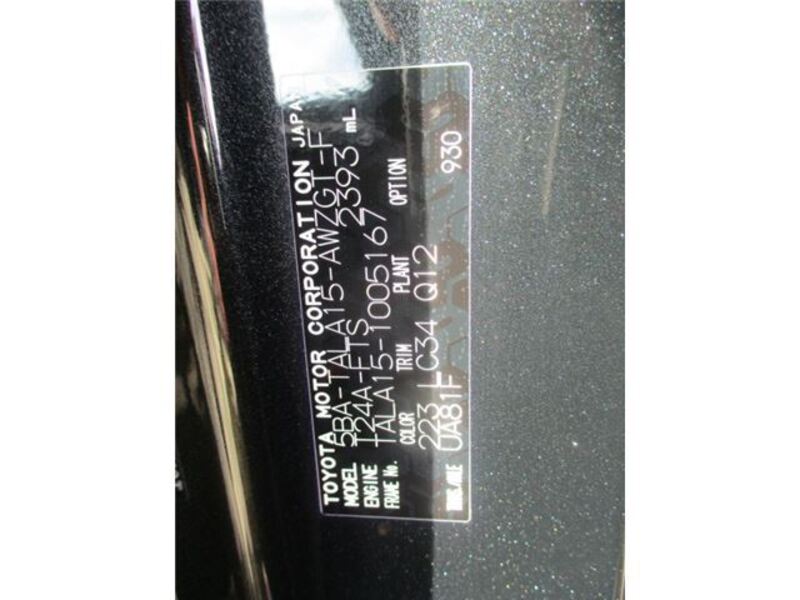 TOYOTA MOTOR CORPORATION JAPA
MODEL 5BA-TALA15-AWZGT-F
ENGINE T24A-FTS 2393 mL
FRAME No. TALA15-1005167
COLOR TRIM PLANT OPTION
223 LC34 Q12 930
UA81F